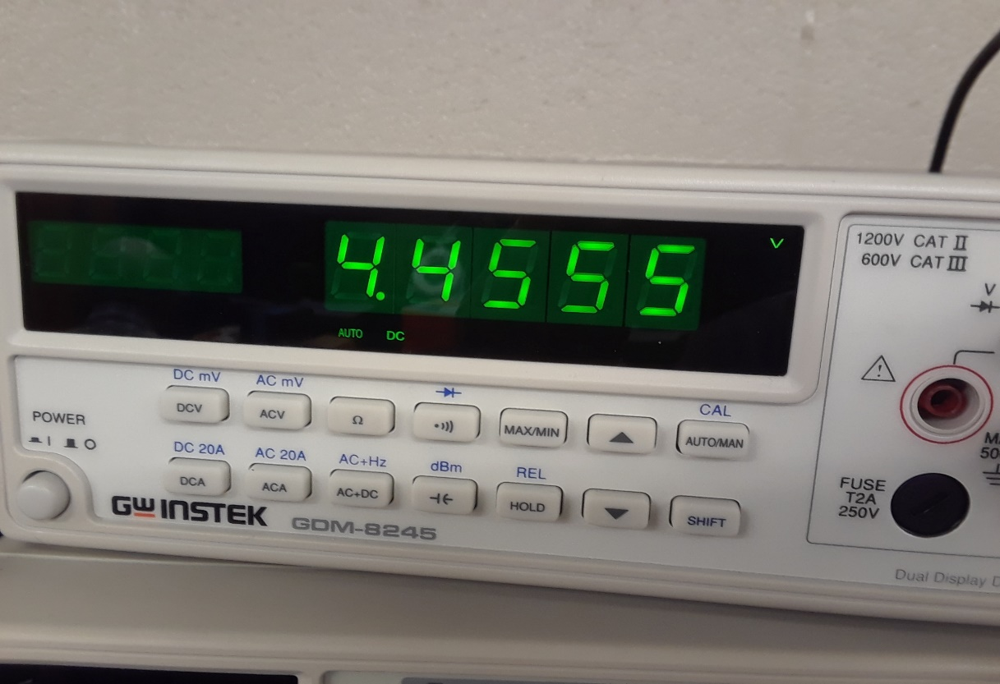 4.4555
V
AUTO DC
1200V CAT II
600V CAT III
V
DC mV AC mV CAL
DCV ACV Ω MAX/MIN AUTO/MAN
POWER
DC 20A AC 20A AC+Hz dBm REL
DCA ACA AC+DC HOLD SHIFT
GW INSTEK GDM-8245
FUSE
T2A
250V
Dual Display